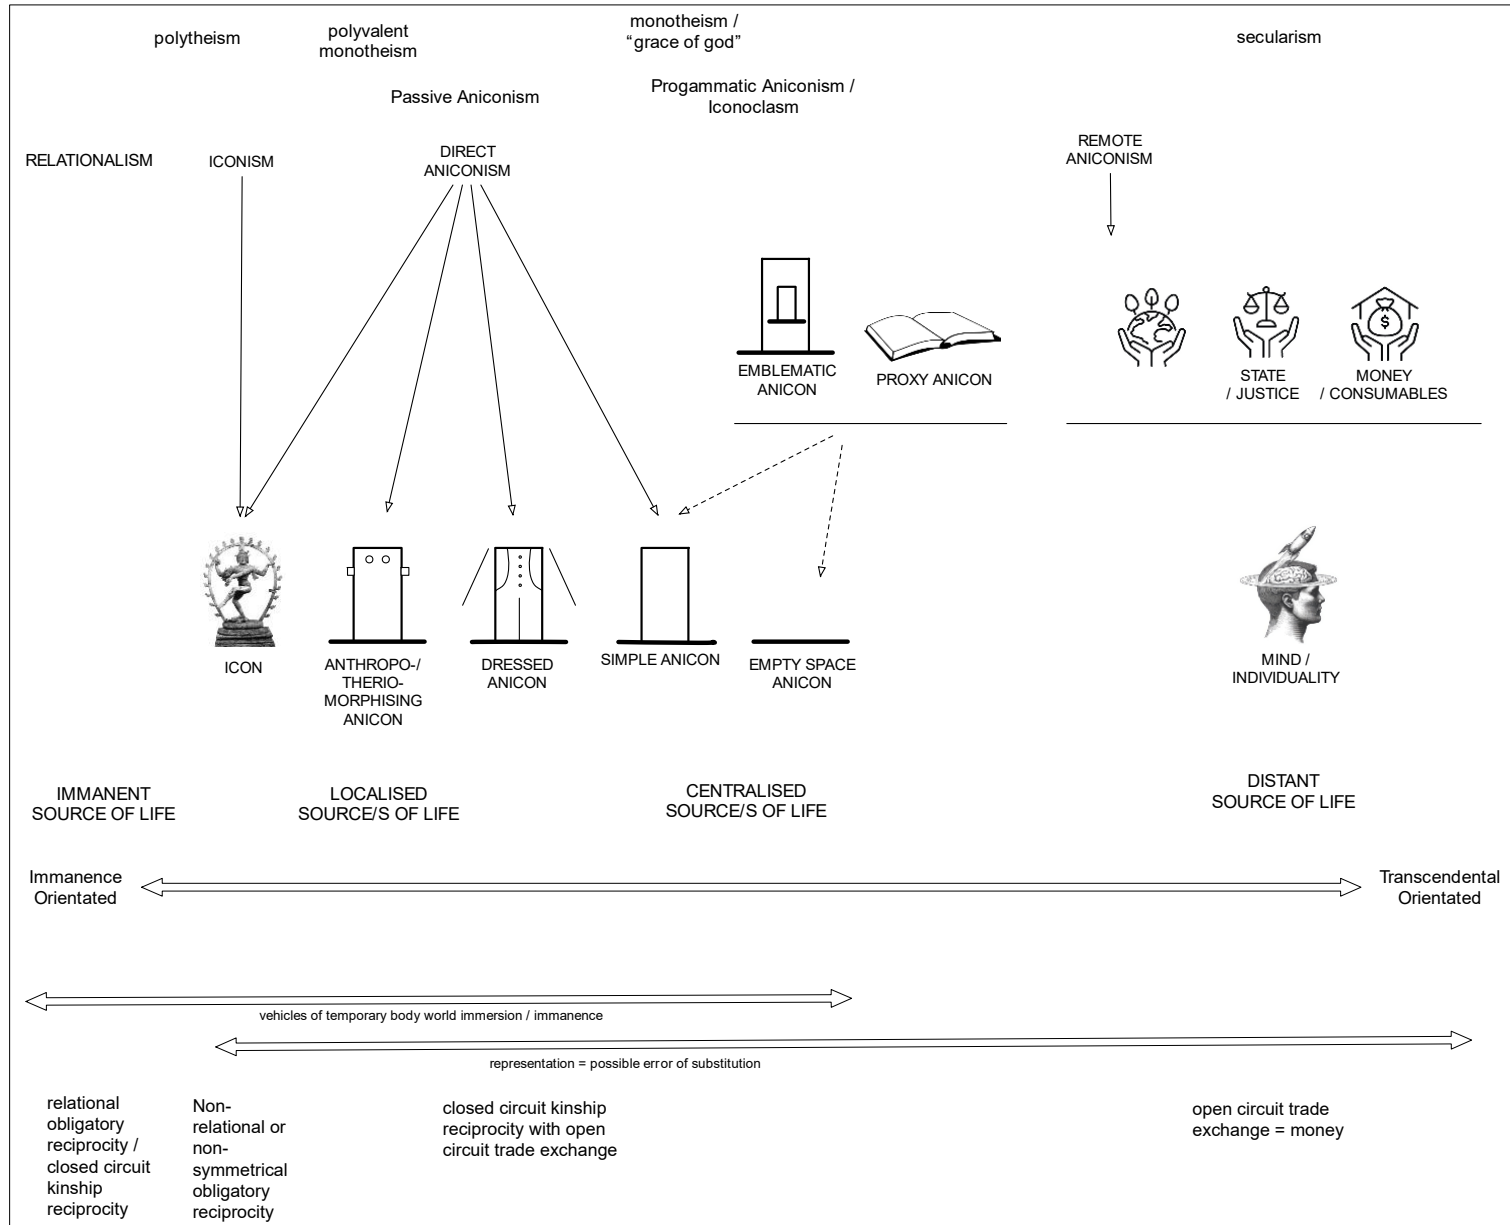 polytheism
polyvalent
monotheism
monotheism /
“grace of god”
secularism
Passive Aniconism
Progammatic Aniconism /
Iconoclasm
RELATIONALISM
ICONISM
DIRECT
ANICONISM
REMOTE
ANICONISM
EMBLEMATIC
ANICON
PROXY ANICON
$
STATE
/ JUSTICE
MONEY
/ CONSUMABLES
ICON
ANTHROPO-/
THERIO-
MORPHISING
ANICON
DRESSED
ANICON
SIMPLE ANICON
EMPTY SPACE
ANICON
MIND /
INDIVIDUALITY
IMMANENT
SOURCE OF LIFE
LOCALISED
SOURCE/S OF LIFE
CENTRALISED
SOURCE/S OF LIFE
DISTANT
SOURCE OF LIFE
Immanence
Orientated
Transcendental
Orientated
vehicles of temporary body world immersion / immanence
representation = possible error of substitution
relational
obligatory
reciprocity /
closed circuit
kinship
reciprocity
Non-
relational or
non-
symmetrical
obligatory
reciprocity
closed circuit kinship
reciprocity with open
circuit trade exchange
open circuit trade
exchange = money